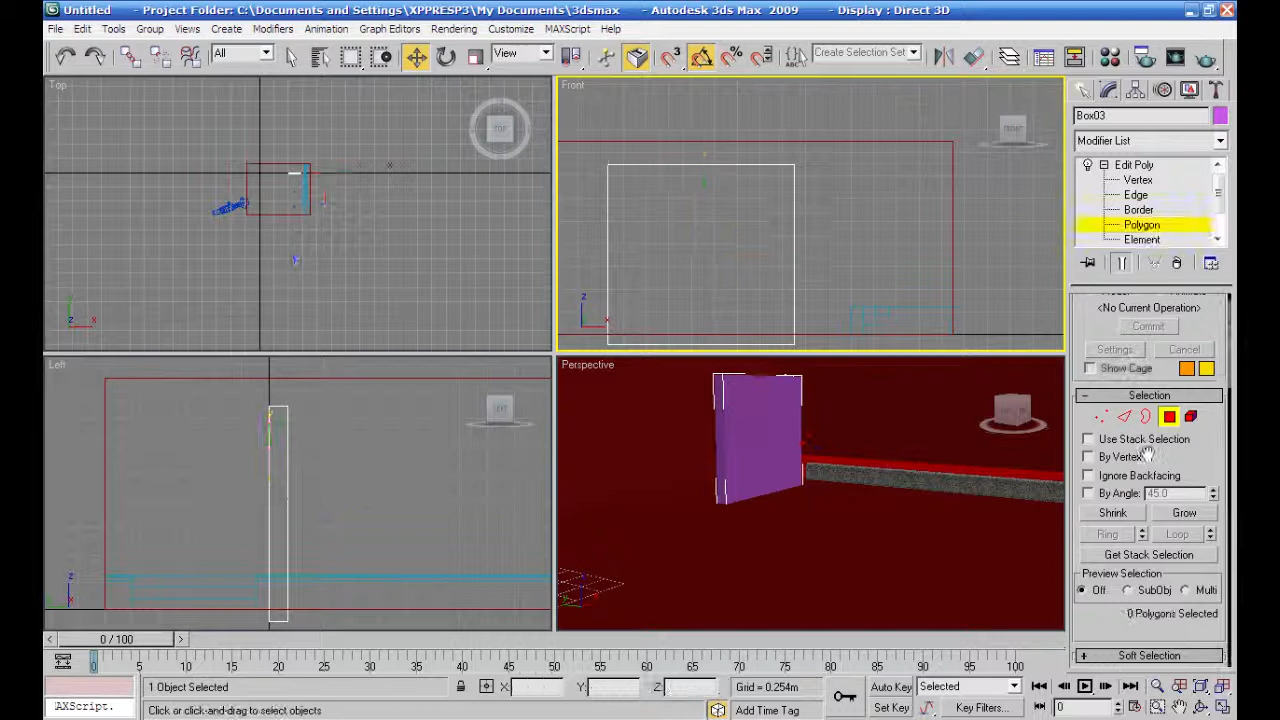 Untitled - Project Folder: C:\Documents and Settings\XPPRESP3\My Documents\3dsmax - Autodesk 3ds Max 2009 - Display : Direct 3D
File Edit Tools Group Views Create Modifiers Animation Graph Editors Rendering Customize MAXScript Help
All View 3 % ABC Create Selection Set
Top
TOP
Front
FRONT
Box03
Modifier List
Edit Poly
Vertex
Edge
Border
Polygon
Element
z
x
y
z x
Left
LEFT
Perspective
z
x
<No Current Operation>
Commit
Settings Cancel
Show Cage
Selection
Use Stack Selection
By Vertex
Ignore Backfacing
By Angle: 45.0
Shrink Grow
Ring Loop
Get Stack Selection
Preview Selection
Off SubObj Multi
0 Polygons Selected
Soft Selection
0 / 100
0 5 10 15 20 25 30 35 40 45 50 55 60 65 70 75 80 85 90 95 100
1 Object Selected X: Y: Z: Grid = 0.254m Auto Key Selected
AXScript. Click or click-and-drag to select objects Add Time Tag Set Key Key Filters... 0